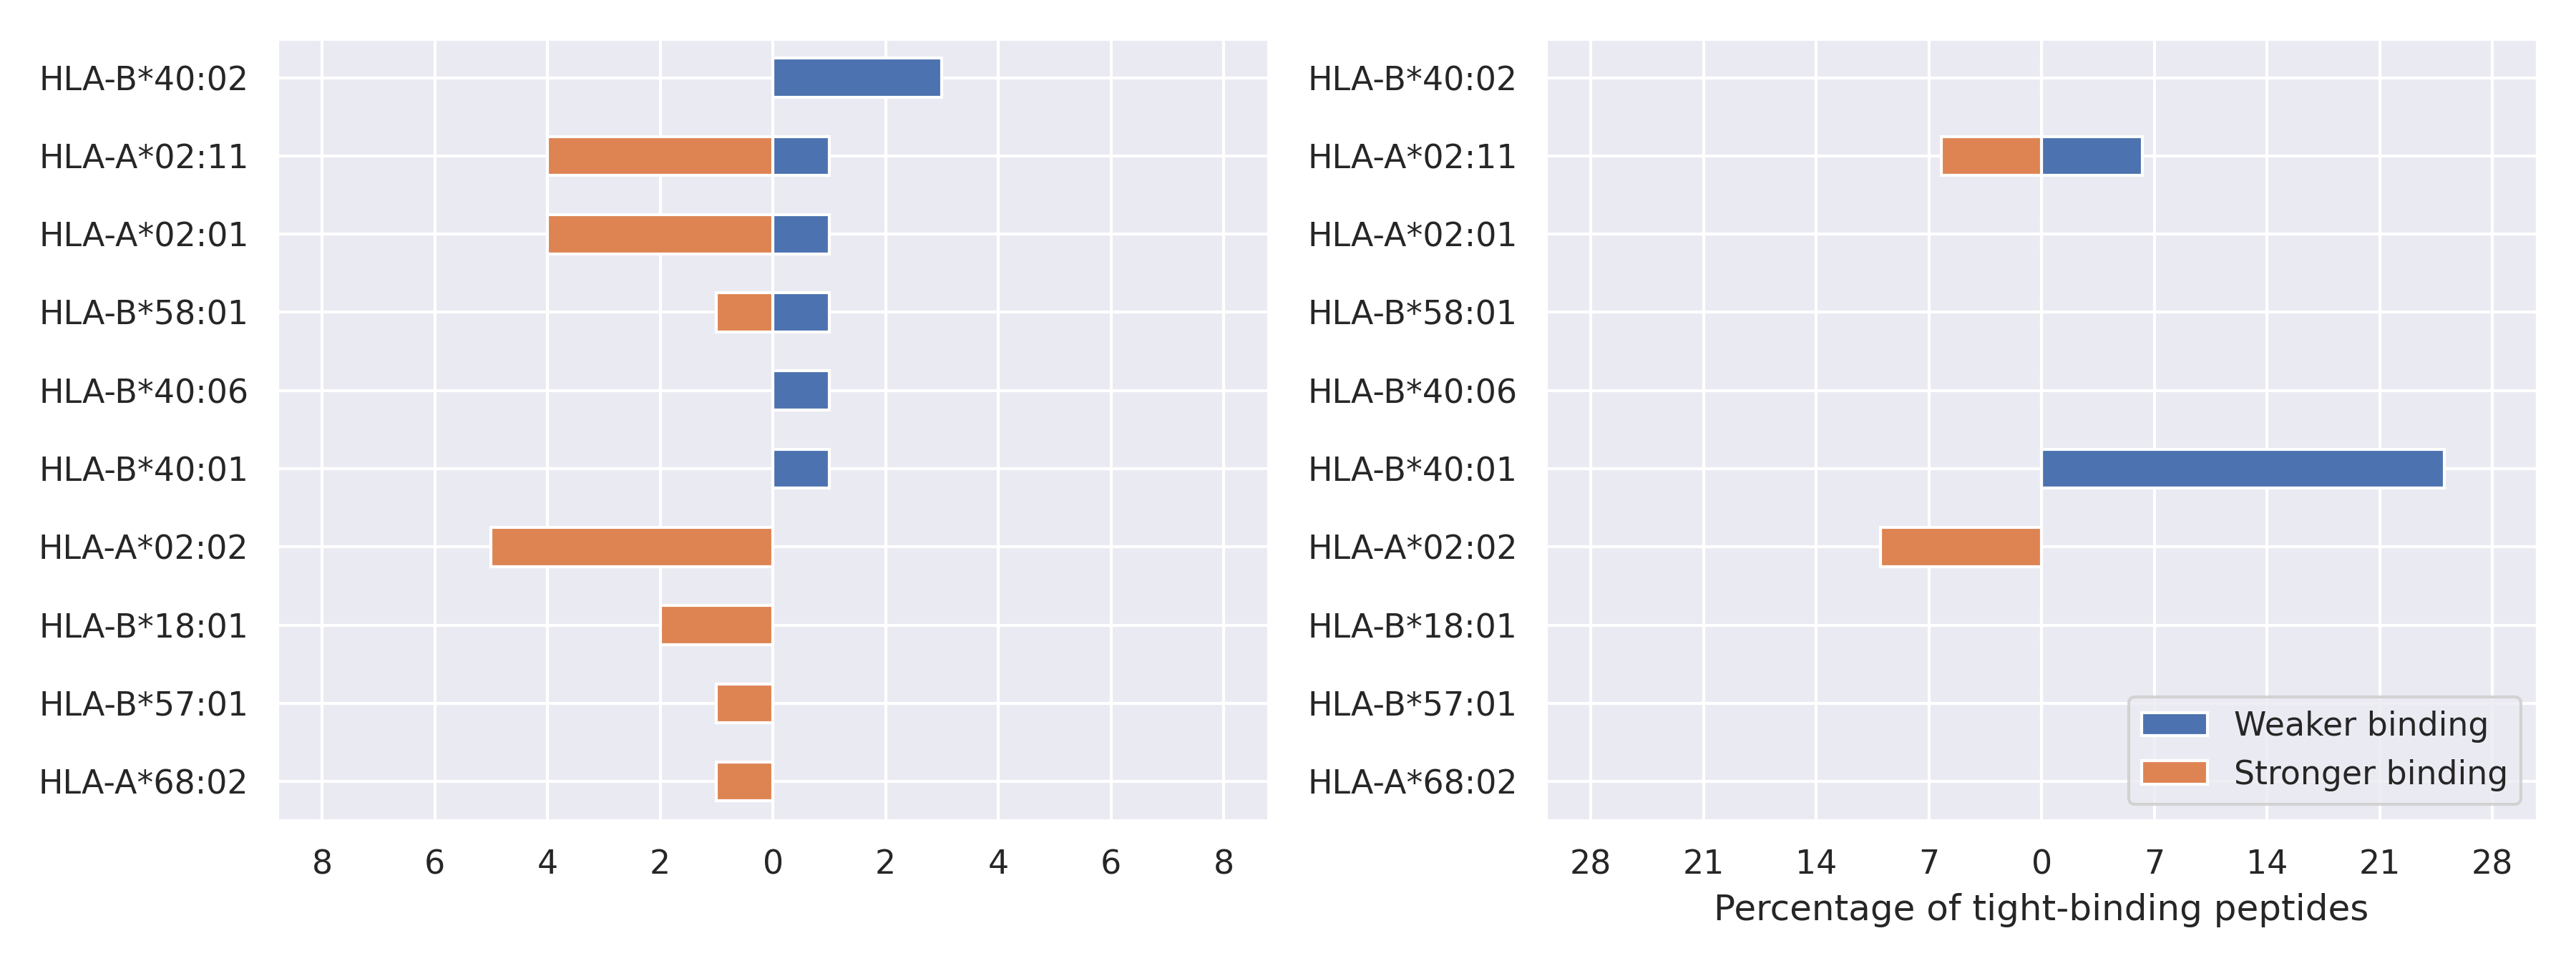 HLA-B*40:02
HLA-A*02:11
HLA-A*02:01
HLA-B*58:01
HLA-B*40:06
HLA-B*40:01
HLA-A*02:02
HLA-B*18:01
HLA-B*57:01
HLA-A*68:02
8 6 4 2 0 2 4 6 8
HLA-B*40:02
HLA-A*02:11
HLA-A*02:01
HLA-B*58:01
HLA-B*40:06
HLA-B*40:01
HLA-A*02:02
HLA-B*18:01
HLA-B*57:01
HLA-A*68:02
Weaker binding
Stronger binding
28 21 14 7 0 7 14 21 28
Percentage of tight-binding peptides